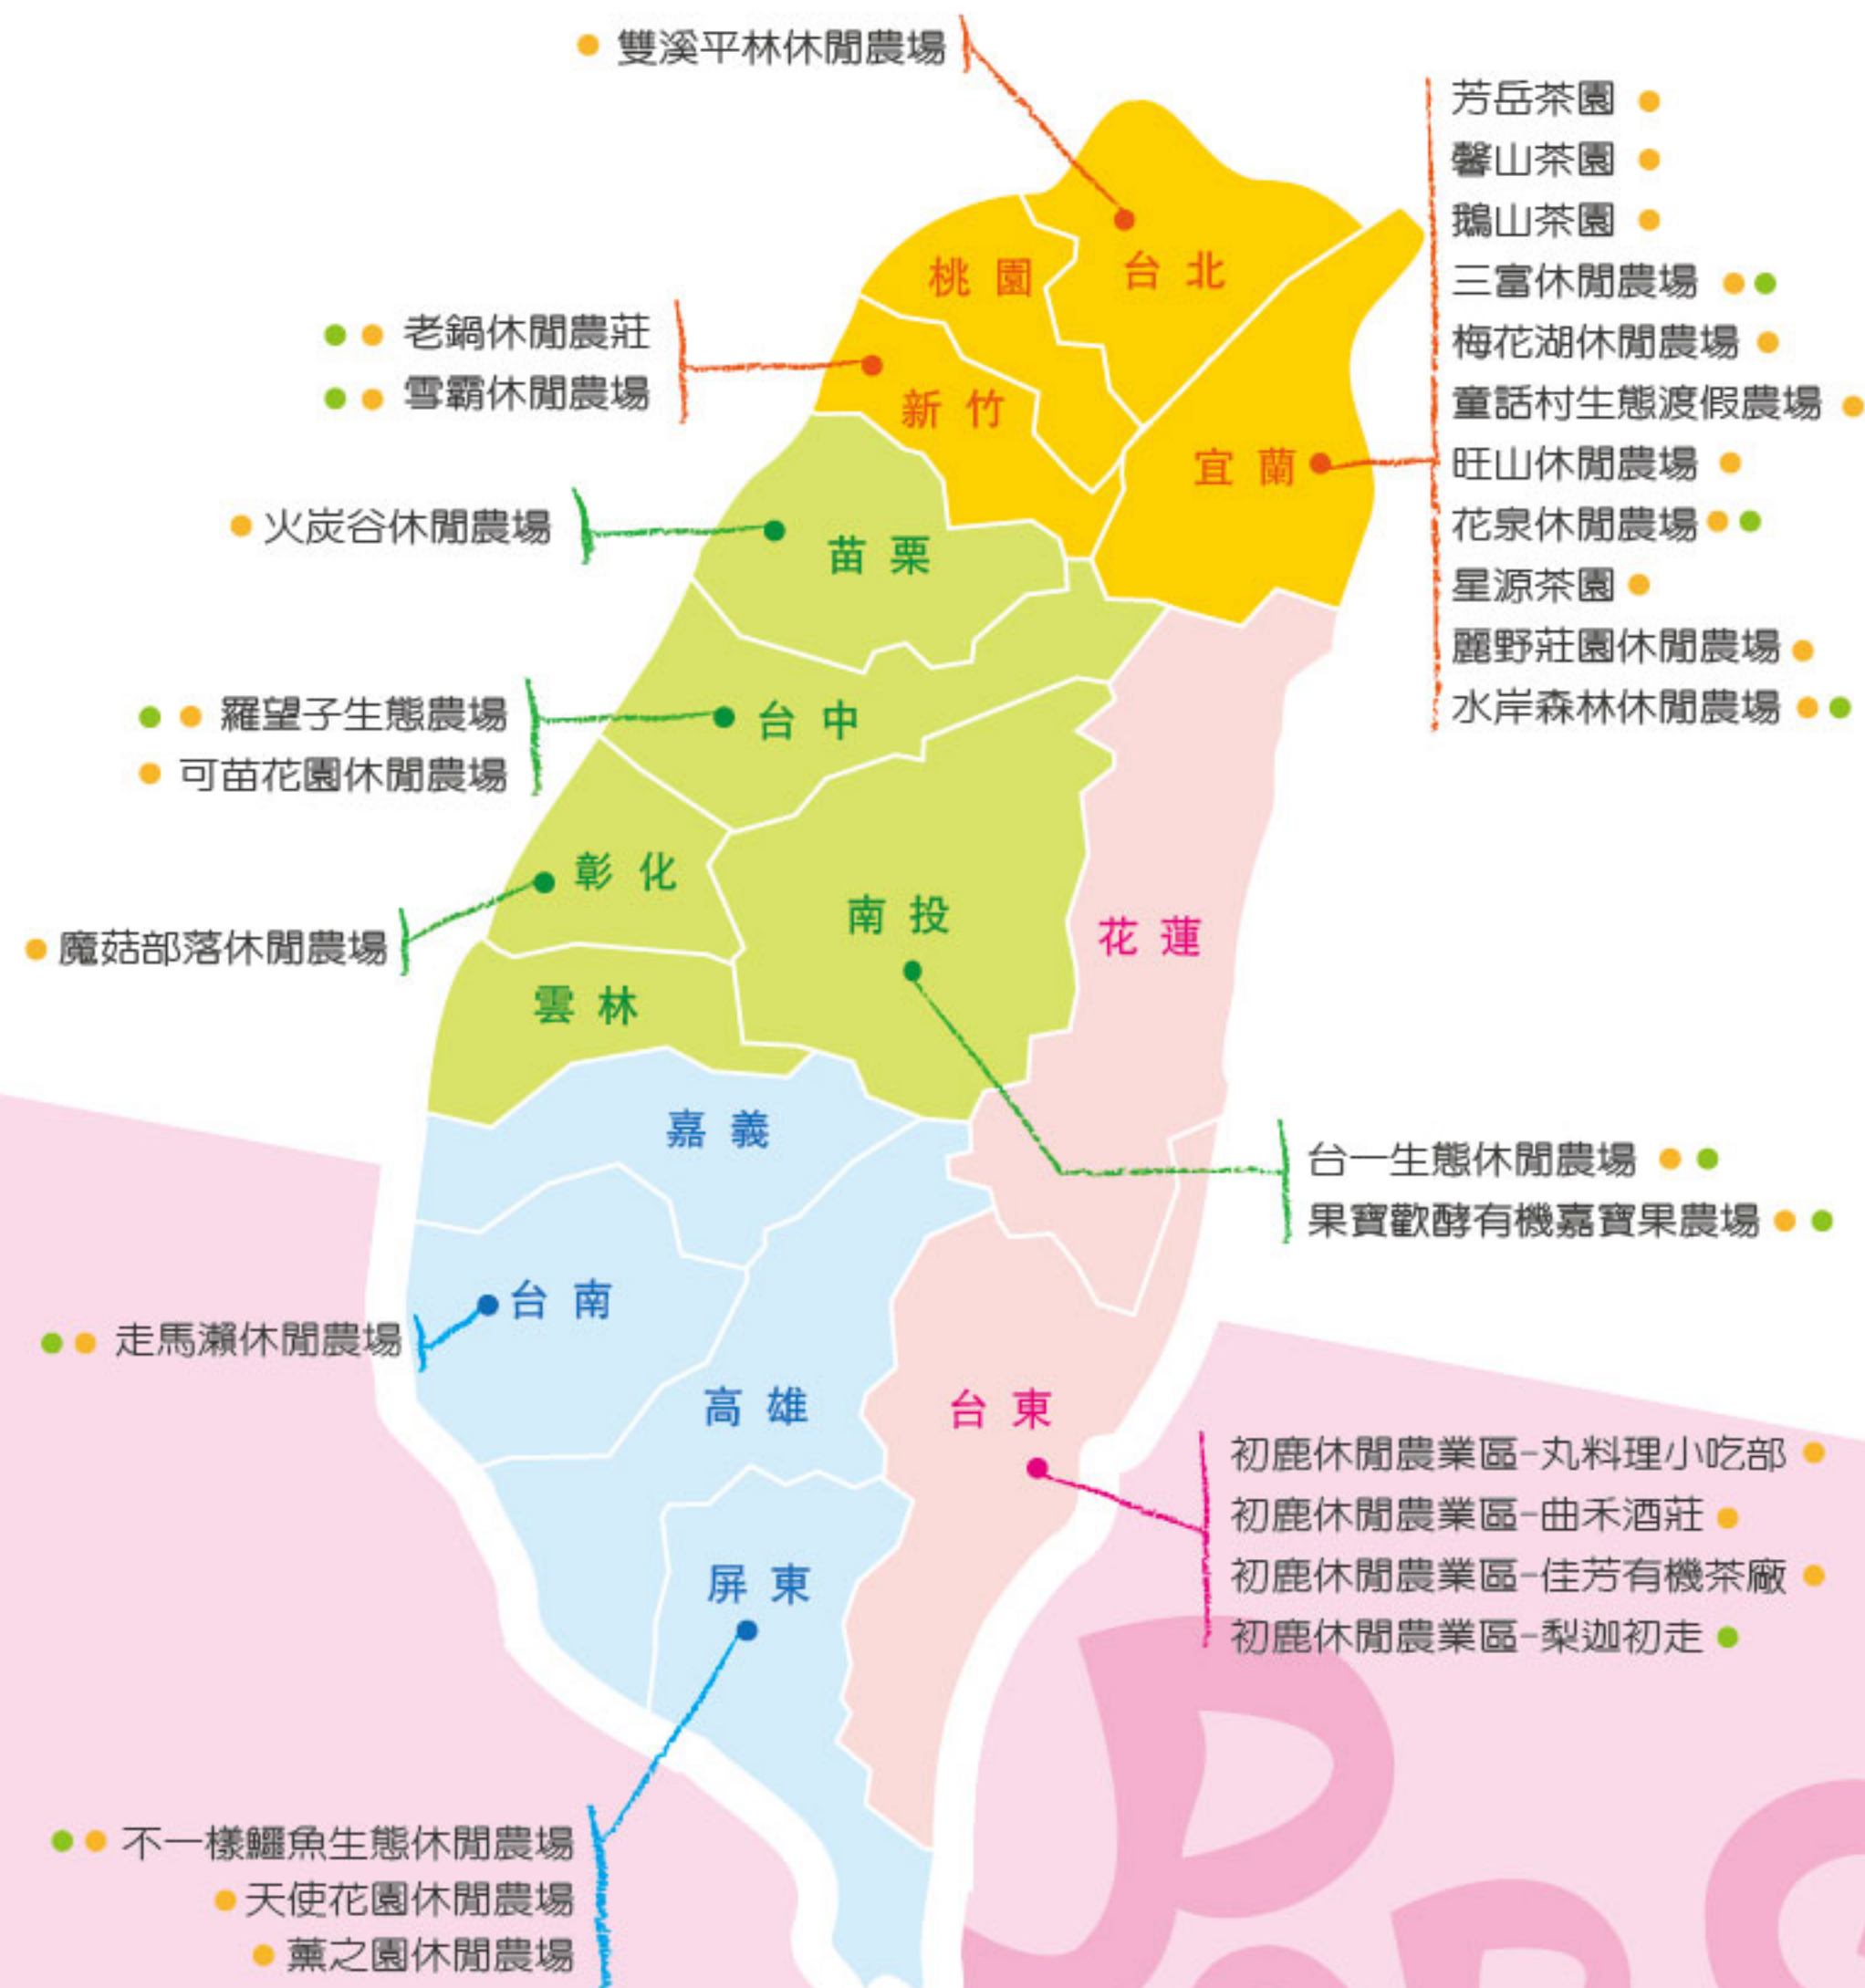 雙溪平林休閒農場
芳岳茶園
馨山茶園
鵝山茶園
三富休閒農場
梅花湖休閒農場
童話村生態渡假農場
旺山休閒農場
花泉休閒農場
星源茶園
麗野莊園休閒農場
水岸森林休閒農場
桃園
台北
老鍋休閒農莊
雪霸休閒農場
新竹
宜蘭
火炭谷休閒農場
苗栗
羅望子生態農場
可苗花園休閒農場
台中
彰化
南投
花蓮
魔菇部落休閒農場
雲林
嘉義
台一生態休閒農場
果寶歡酵有機嘉寶果農場
台南
走馬瀨休閒農場
高雄
台東
初鹿休閒農業區-丸料理小吃部
初鹿休閒農業區-曲禾酒莊
初鹿休閒農業區-佳芳有機茶廠
初鹿休閒農業區-梨迦初走
屏東
不一樣鱷魚生態休閒農場
天使花園休閒農場
薰之園休閒農場